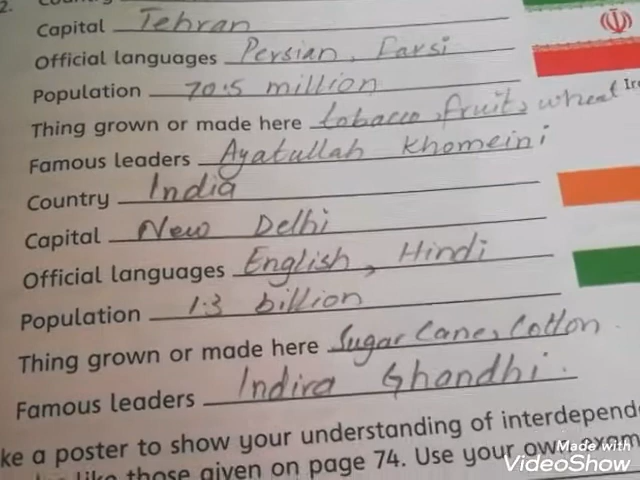 2.
Capital Tehran
Official languages Persian, Farsi
Population 70.5 million
Thing grown or made here tobacco, fruit, wheat
Famous leaders Ayatullah Khomeini
Country India
Capital New Delhi
Official languages English, Hindi
Population 1.3 billion
Thing grown or made here Sugar Cane, Cotton.
Famous leaders Indira Ghandhi.
ke a poster to show your understanding of interdepend
like those given on page 74. Use your own exam
Made with
VideoShow